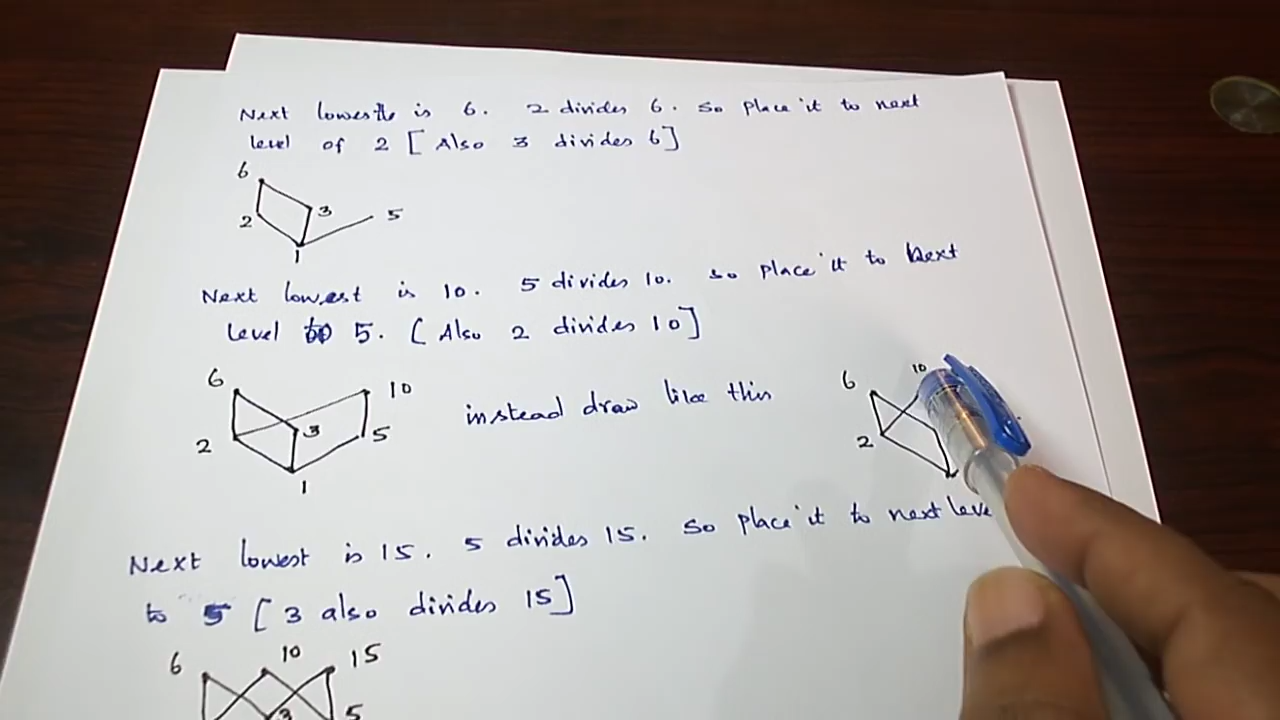 Next lowest is 6. 2 divides 6. So place it to next
level of 2 [Also 3 divides 6]
6
2 3 5
1
Next lowest is 10. 5 divides 10. so place it to next
level to 5. [Also 2 divides 10]
6 10
2 3 5
1
instead draw like this
6 10
2
Next lowest is 15. 5 divides 15. So place it to next leve
to 5 [3 also divides 15]
6 10 15
3 5